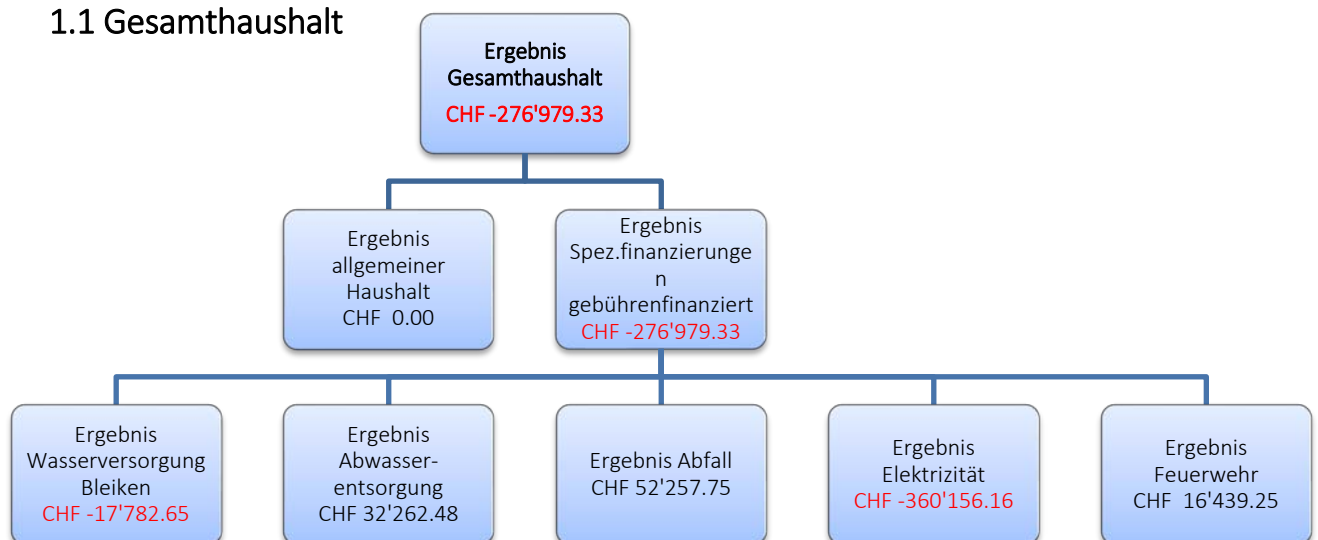 1.1 Gesamthaushalt
Ergebnis
Gesamthaushalt
CHF -276'979.33
Ergebnis
allgemeiner
Haushalt
CHF 0.00
Ergebnis
Spez.finanzierunge
n
gebührenfinanziert
CHF -276'979.33
Ergebnis
Wasserversorgung
Bleiken
CHF -17'782.65
Ergebnis
Abwasser-
entsorgung
CHF 32'262.48
Ergebnis Abfall
CHF 52'257.75
Ergebnis
Elektrizität
CHF -360'156.16
Ergebnis
Feuerwehr
CHF 16'439.25